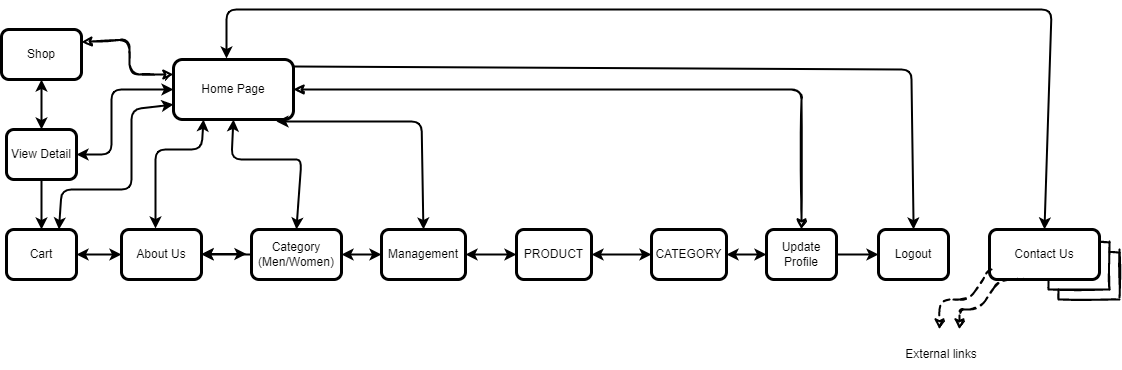 Shop
Home Page
View Detail
Cart
About Us
Category
(Men/Women)
Management
PRODUCT
CATEGORY
Update
Profile
Logout
Contact Us
External links